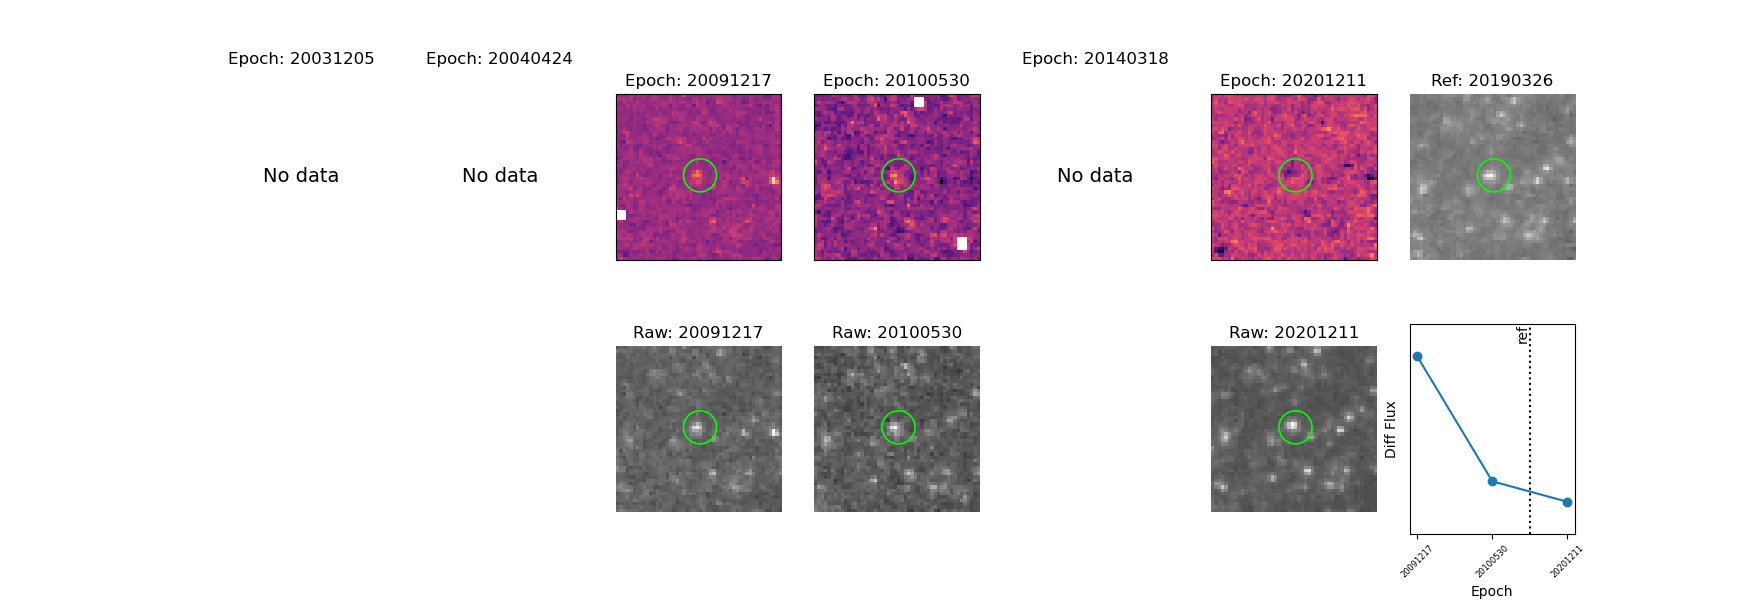 Epoch: 20031205
Epoch: 20040424
Epoch: 20091217
Epoch: 20100530
Epoch: 20140318
Epoch: 20201211
Ref: 20190326
No data
No data
No data
Raw: 20091217
Raw: 20100530
Raw: 20201211
ref
Diff Flux
20091217
20100530
20201211
Epoch